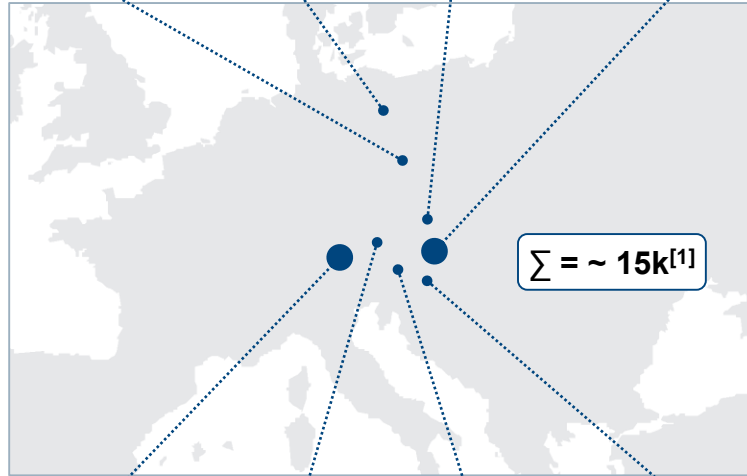 ∑ = ~ 15k[1]